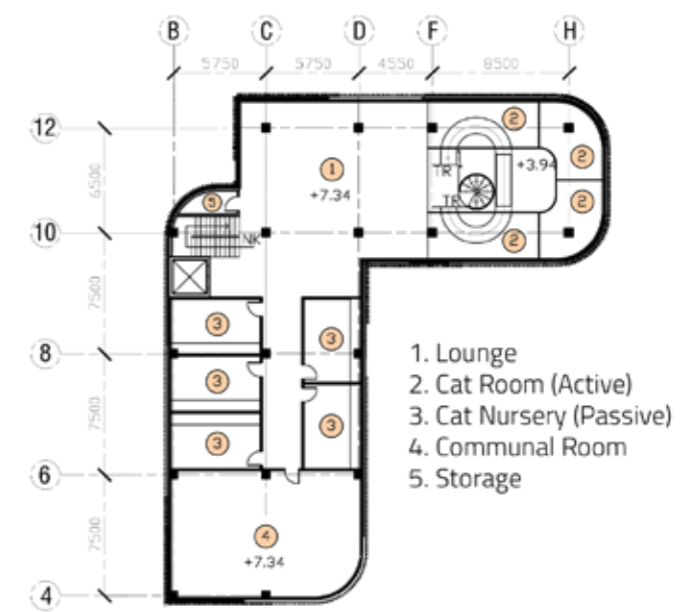 B C D F H
5750 5750 4550 8500
12
2
1 +3.94 2
TR
+7.34
6500
5 TR 2
10 NK 2
7500
3 3
8
7500
3
3
3
6
7500
4
+7.34
4
1. Lounge
2. Cat Room (Active)
3. Cat Nursery (Passive)
4. Communal Room
5. Storage